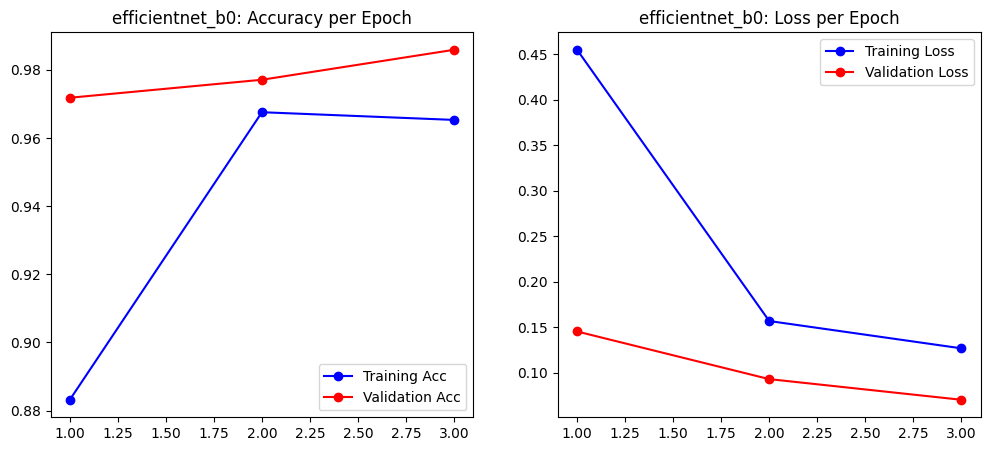 efficientnet_b0: Accuracy per Epoch
0.98
0.96
0.94
0.92
0.90
0.88
1.00 1.25 1.50 1.75 2.00 2.25 2.50 2.75 3.00
Training Acc
Validation Acc
efficientnet_b0: Loss per Epoch
0.45
0.40
0.35
0.30
0.25
0.20
0.15
0.10
1.00 1.25 1.50 1.75 2.00 2.25 2.50 2.75 3.00
Training Loss
Validation Loss